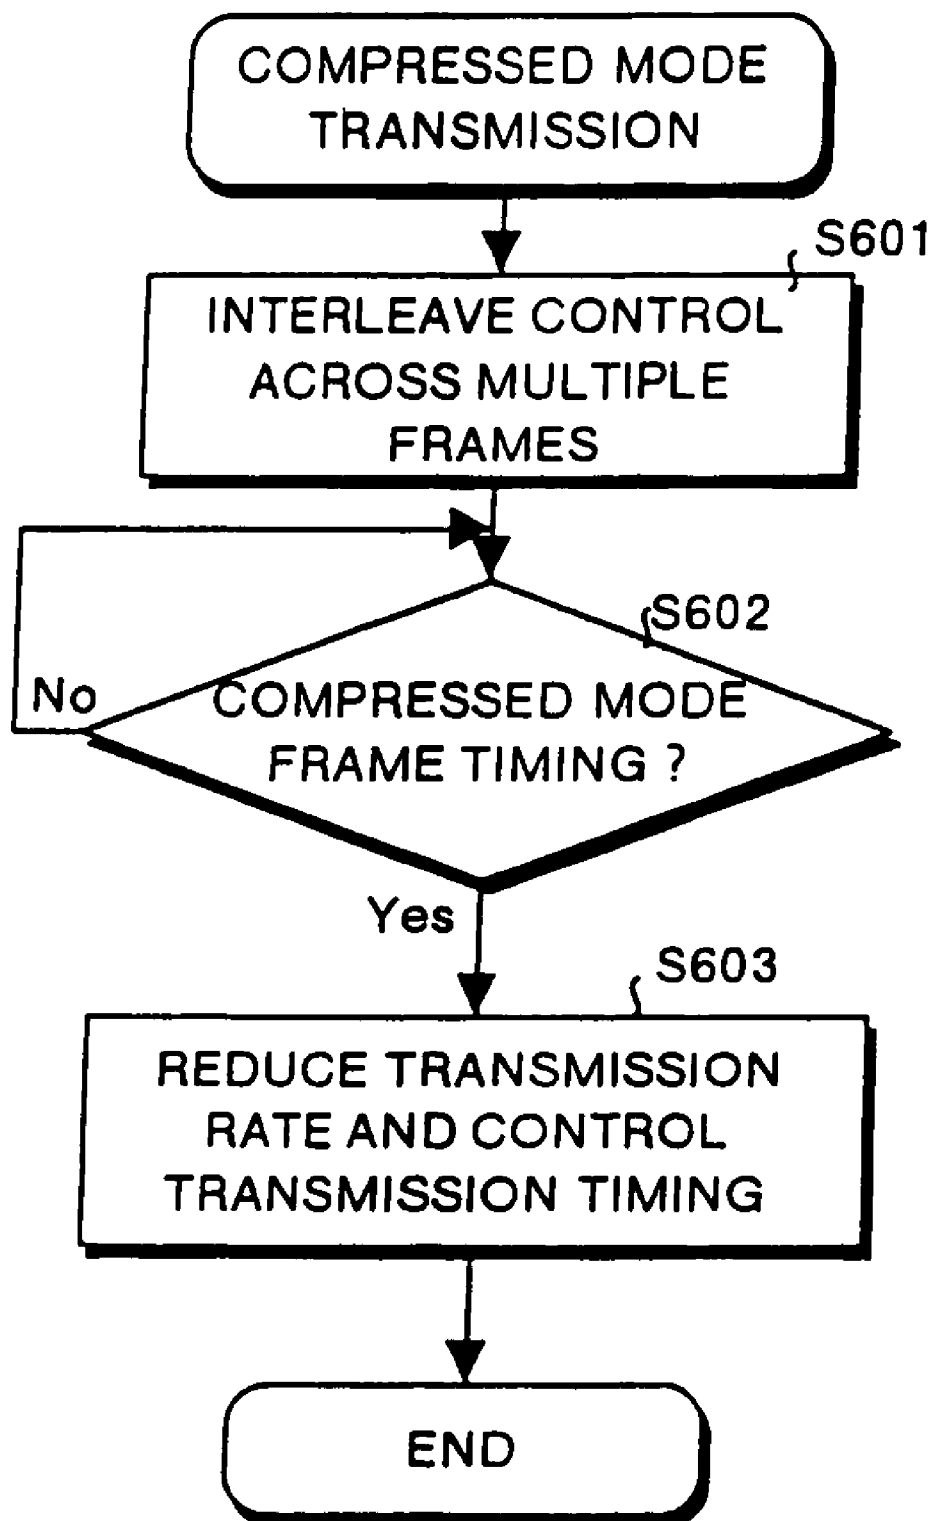 COMPRESSED MODE
TRANSMISSION
S601
INTERLEAVE CONTROL
ACROSS MULTIPLE
FRAMES
S602
No
COMPRESSED MODE
FRAME TIMING ?
Yes
S603
REDUCE TRANSMISSION
RATE AND CONTROL
TRANSMISSION TIMING
END